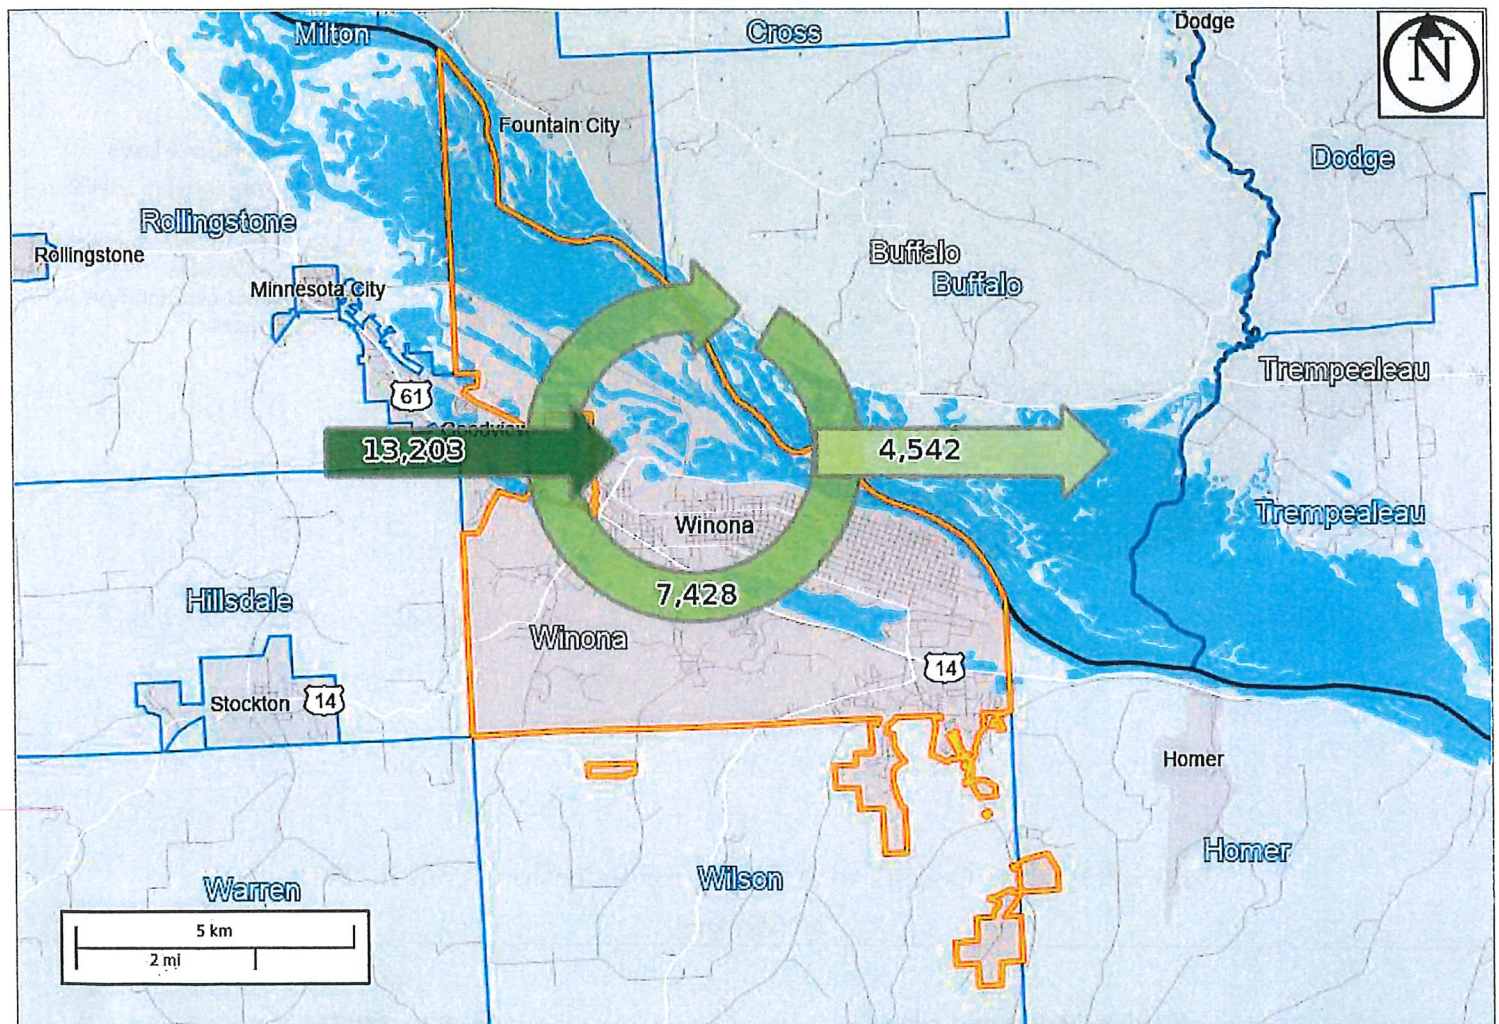 Milton
Cross
Dodge
N
Fountain City
Dodge
Rollingstone
Rollingstone
Buffalo
Buffalo
Minnesota City
Trempealeau
61
Goodview
13,203
4,542
Winona
Trempealeau
7,428
Hillsdale
Winona
14
Stockton
14
Homer
Homer
Wilson
Warren
5 km
2 mi